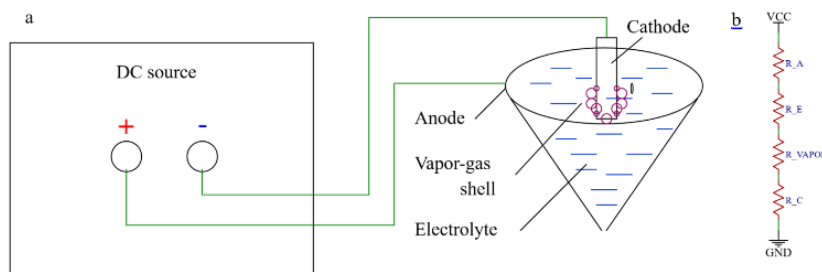 a
DC source
+
-
Cathode
Anode
Vapor-gas
shell
Electrolyte
b
VCC
R_A
R_E
R_VAPO
R_C
GND